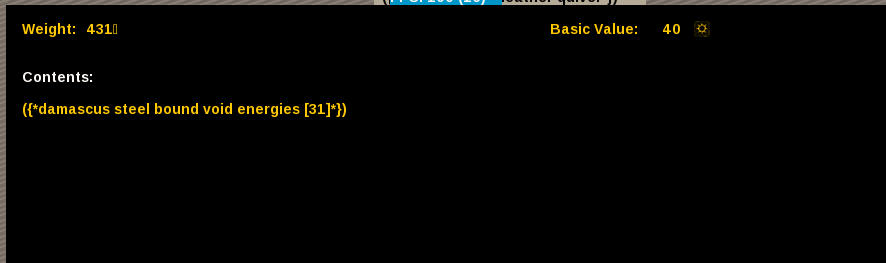 Weight: 431
Basic Value: 40 ☼
Contents:
({*damascus steel bound void energies [31]*})